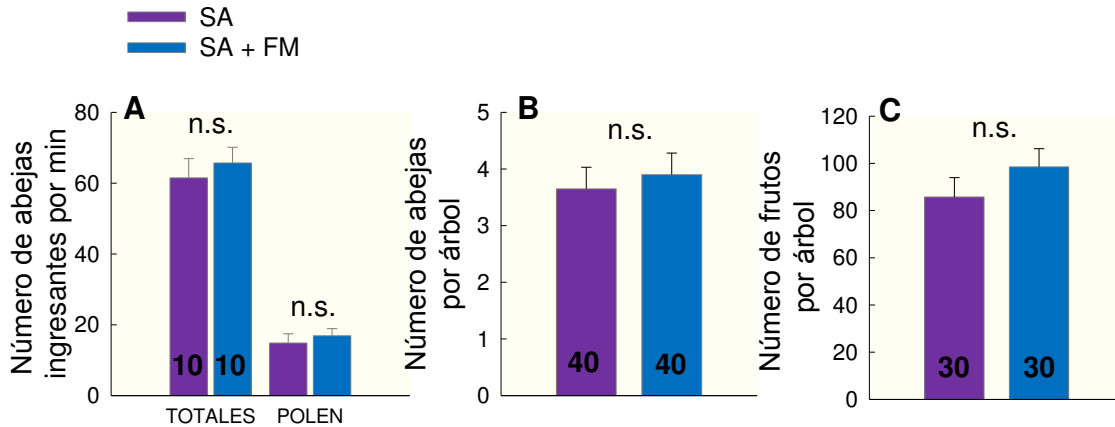 SA
SA + FM
A
n.s.
n.s.
Número de abejas
ingresantes por min
80
60
40
20
0
10
10
TOTALES
POLEN
B
n.s.
Número de abejas
por árbol
5
4
3
2
1
0
40
40
C
n.s.
Número de frutos
por árbol
120
100
80
60
40
20
0
30
30